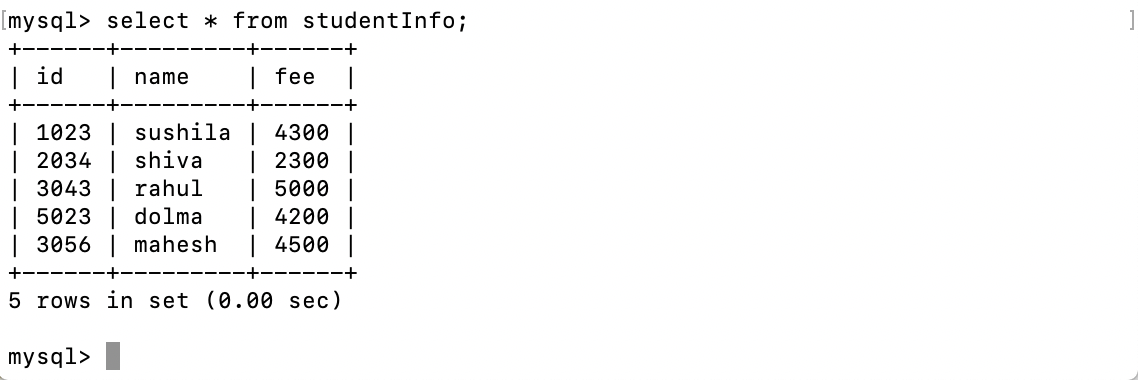 [mysql> select * from studentInfo; ]
+------+---------+------+
| id   | name    | fee  |
+------+---------+------+
| 1023 | sushila | 4300 |
| 2034 | shiva   | 2300 |
| 3043 | rahul   | 5000 |
| 5023 | dolma   | 4200 |
| 3056 | mahesh  | 4500 |
+------+---------+------+
5 rows in set (0.00 sec)
mysql>